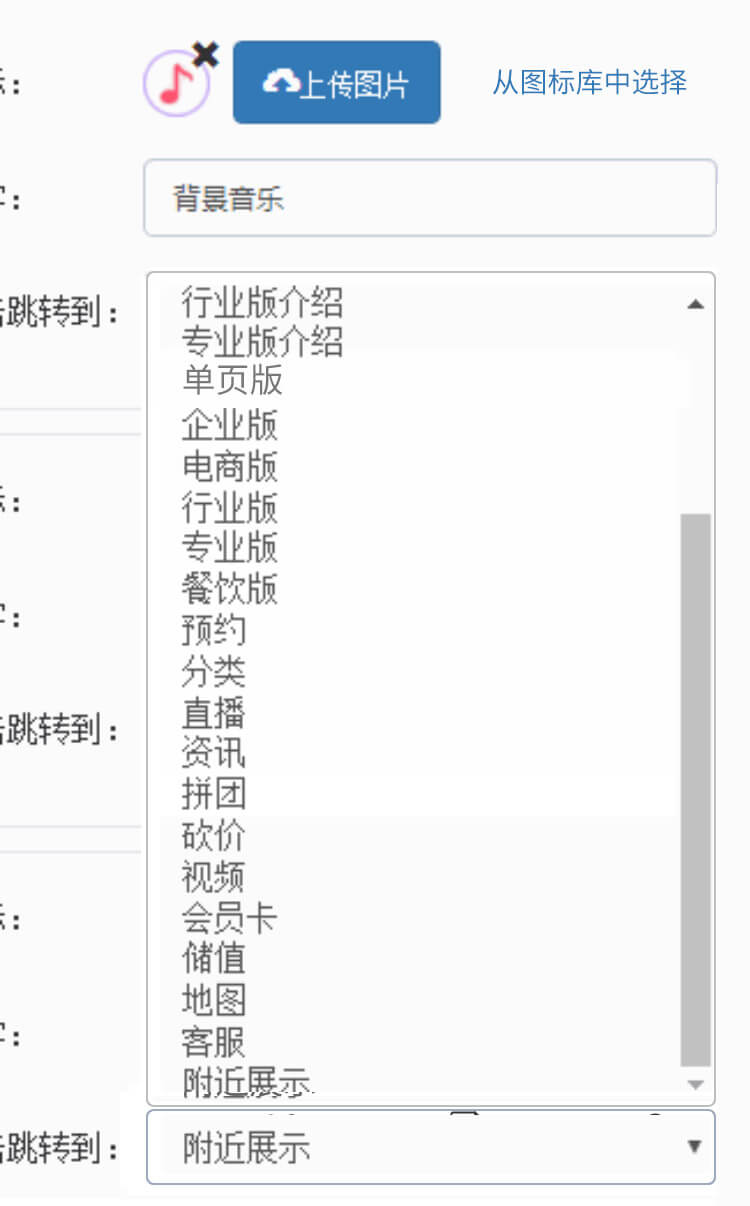 示： 上传图片 从图标库中选择
字： 背景音乐
击跳转到：
行业版介绍
专业版介绍
单页版
企业版
电商版
行业版
专业版
餐饮版
预约
分类
直播
资讯
拼团
砍价
视频
会员卡
储值
地图
客服
附近展示
示：
字：
击跳转到：
示：
字：
击跳转到： 附近展示